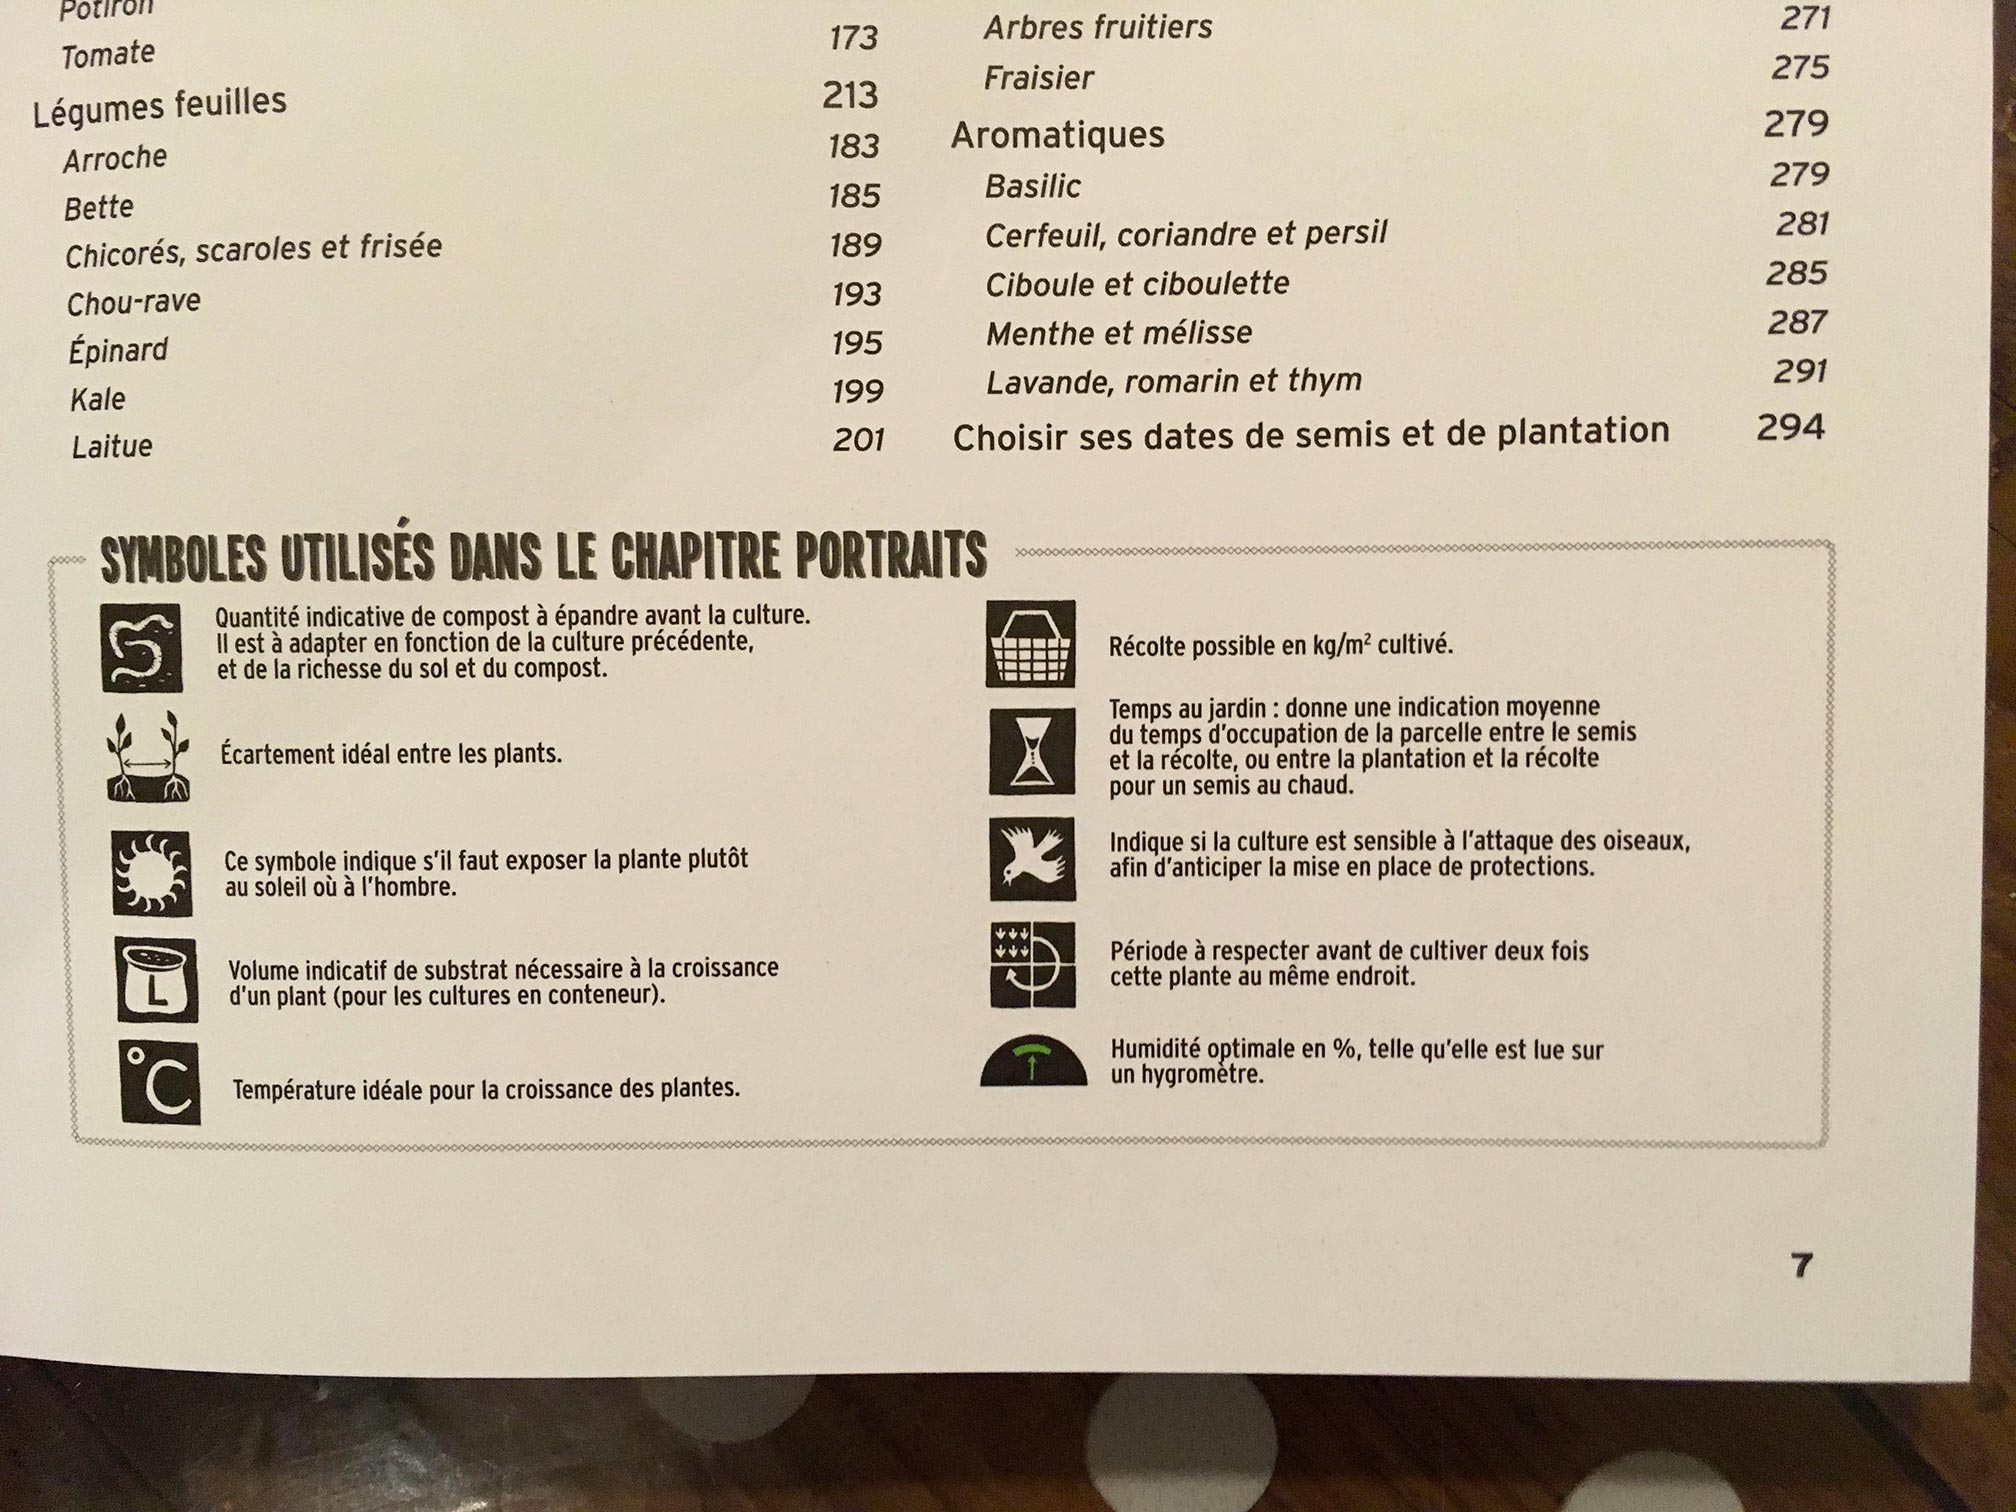 Potiron
Tomate 173
Légumes feuilles 213
Arroche 183
Bette 185
Chicorés, scaroles et frisée 189
Chou-rave 193
Épinard 195
Kale 199
Laitue 201
Arbres fruitiers 271
Fraisier 275
Aromatiques 279
Basilic 279
Cerfeuil, coriandre et persil 281
Ciboule et ciboulette 285
Menthe et mélisse 287
Lavande, romarin et thym 291
Choisir ses dates de semis et de plantation 294
SYMBOLES UTILISÉS DANS LE CHAPITRE PORTRAITS
Quantité indicative de compost à épandre avant la culture.
Il est à adapter en fonction de la culture précédente,
et de la richesse du sol et du compost.
Écartement idéal entre les plants.
Ce symbole indique s'il faut exposer la plante plutôt
au soleil où à l'hombre.
L
Volume indicatif de substrat nécessaire à la croissance
d'un plant (pour les cultures en conteneur).
°C
Température idéale pour la croissance des plantes.
Récolte possible en kg/m² cultivé.
Temps au jardin : donne une indication moyenne
du temps d'occupation de la parcelle entre le semis
et la récolte, ou entre la plantation et la récolte
pour un semis au chaud.
Indique si la culture est sensible à l'attaque des oiseaux,
afin d'anticiper la mise en place de protections.
Période à respecter avant de cultiver deux fois
cette plante au même endroit.
Humidité optimale en %, telle qu'elle est lue sur
un hygromètre.
7